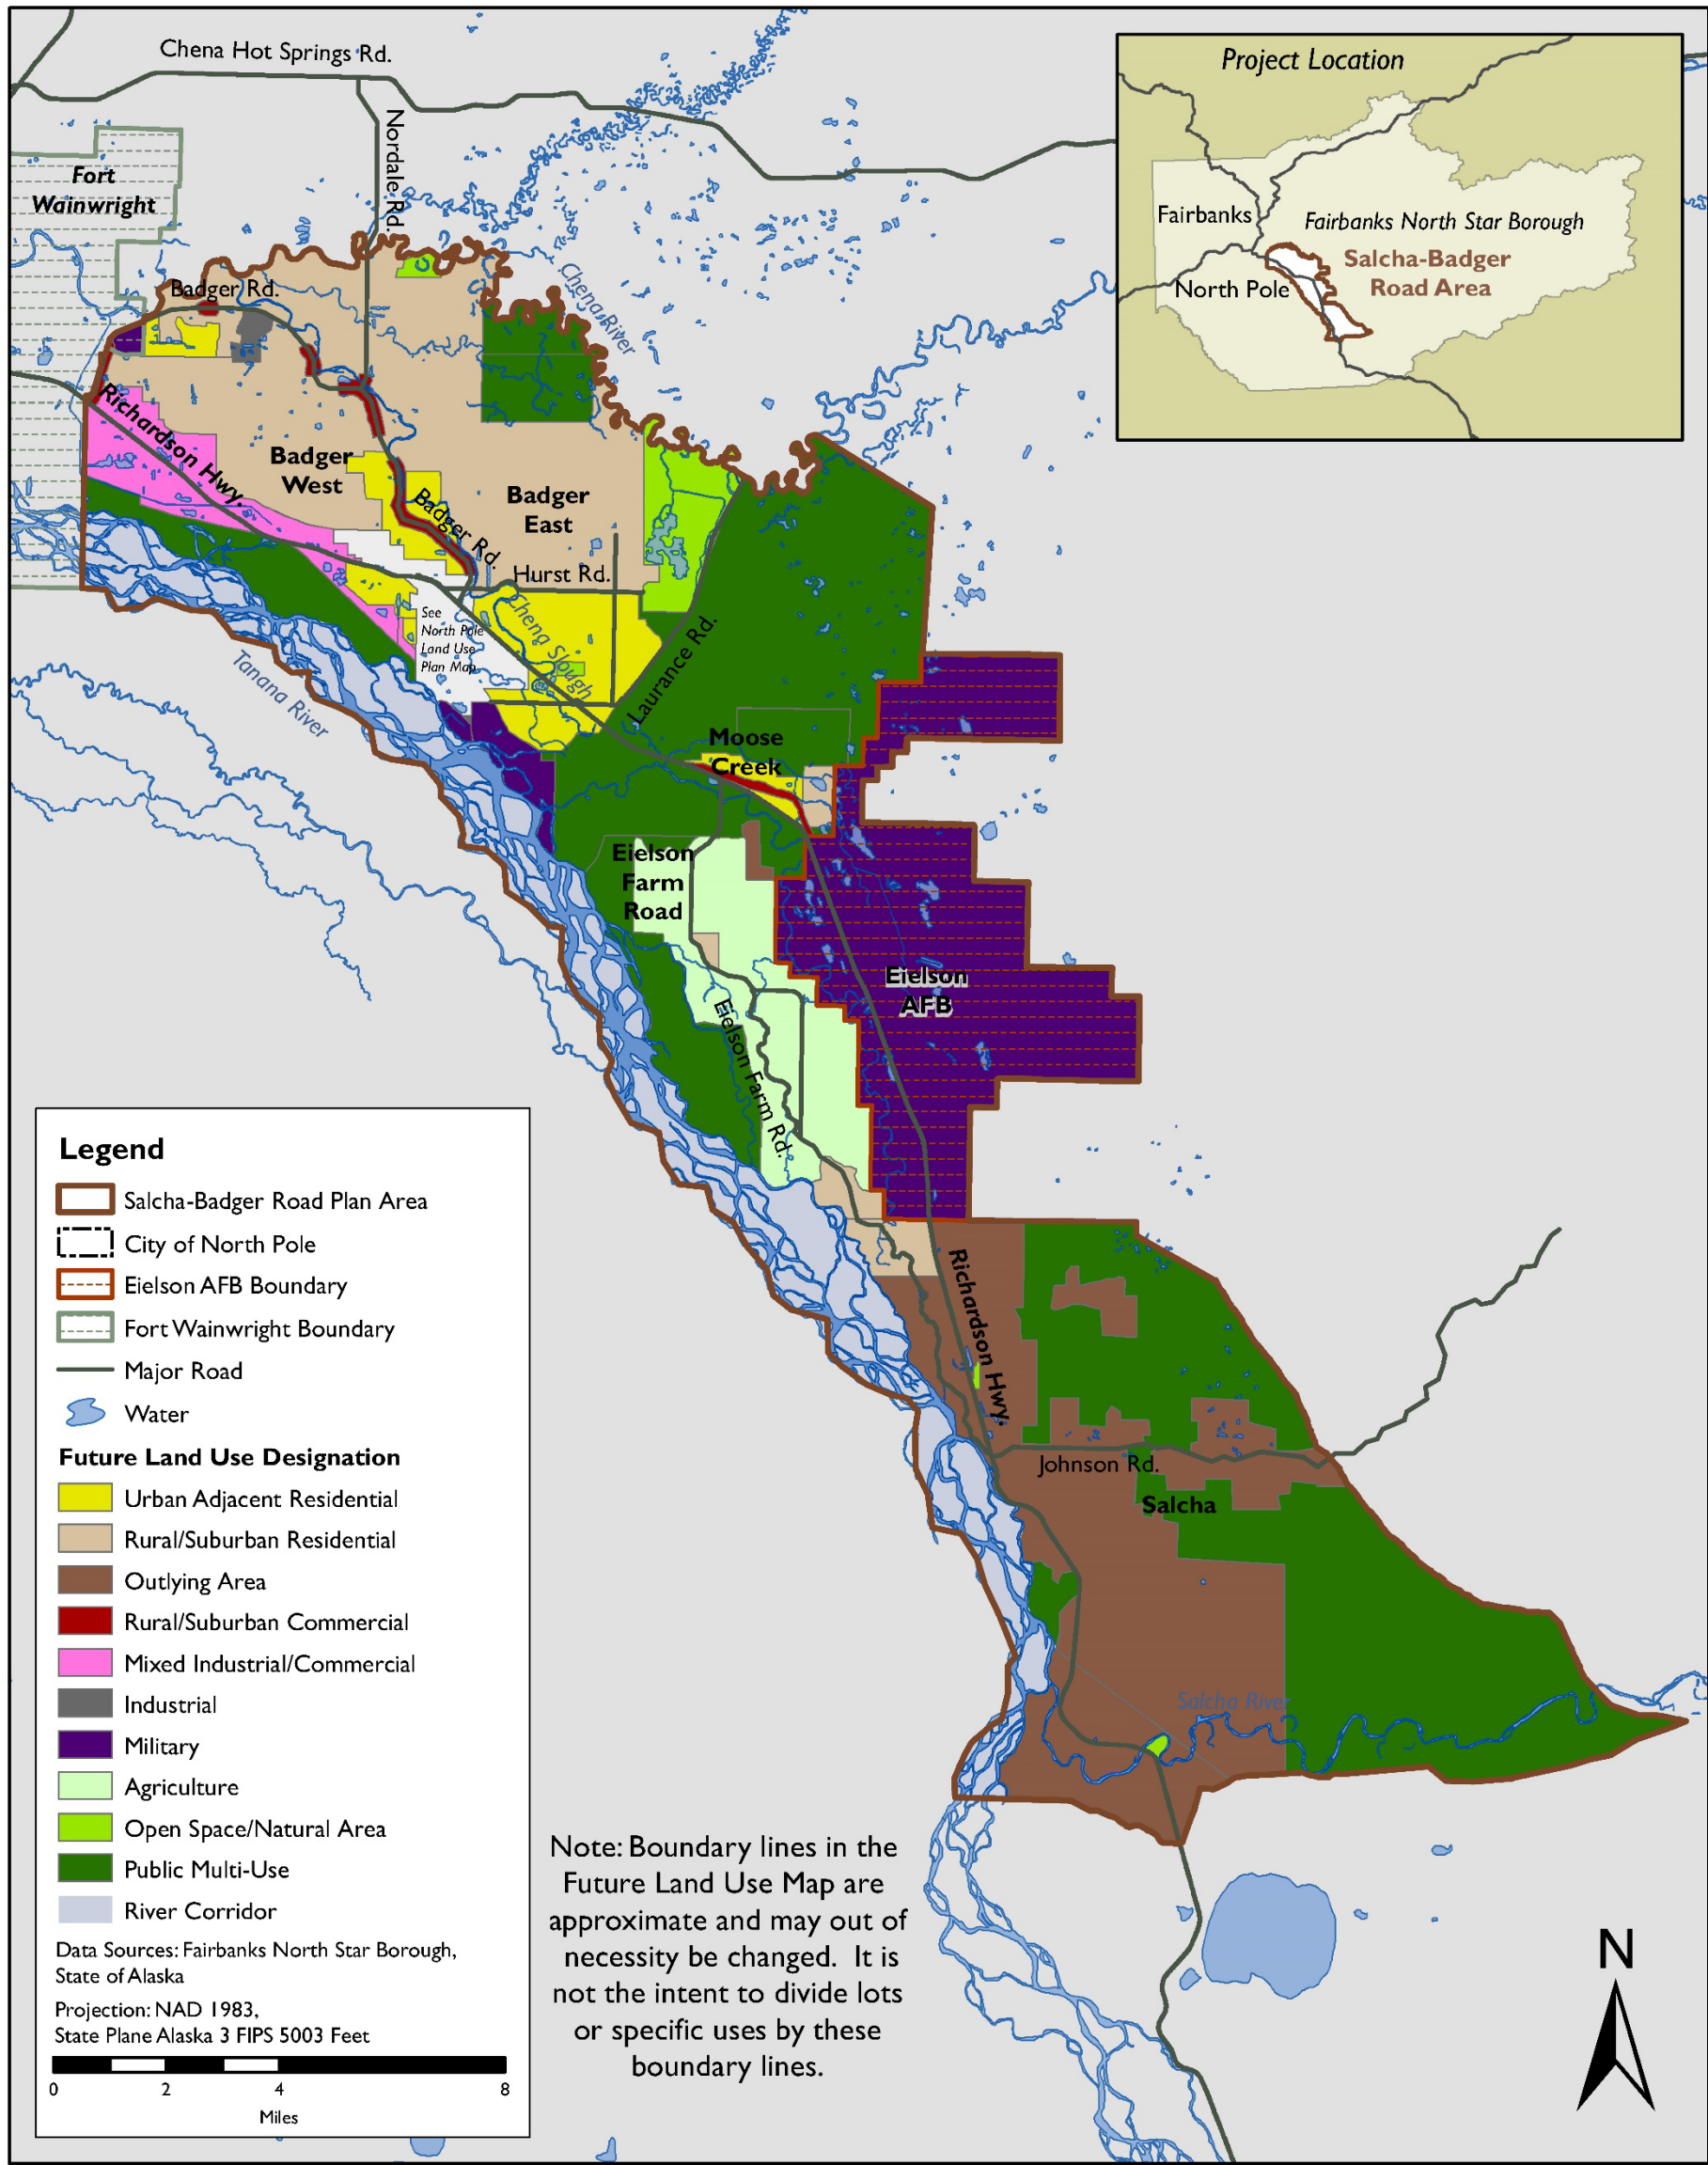 Chena Hot Springs Rd.
Nordale Rd.
Fort
Wainwright
Badger Rd.
Chena River
Richardson Hwy.
Badger
West
Badger Rd.
Badger
East
Hurst Rd.
See
North Pole
Land Use
Plan Map
Chena Slough
Laurance Rd.
Tanana River
Moose
Creek
Eielson
Farm
Road
Eielson
AFB
Eielson Farm Rd.
Richardson Hwy.
Johnson Rd.
Salcha
Salcha River
Project Location
Fairbanks
Fairbanks North Star Borough
Salcha-Badger
Road Area
North Pole
Legend
Salcha-Badger Road Plan Area
City of North Pole
Eielson AFB Boundary
Fort Wainwright Boundary
Major Road
Water
Future Land Use Designation
Urban Adjacent Residential
Rural/Suburban Residential
Outlying Area
Rural/Suburban Commercial
Mixed Industrial/Commercial
Industrial
Military
Agriculture
Open Space/Natural Area
Public Multi-Use
River Corridor
Data Sources: Fairbanks North Star Borough,
State of Alaska
Projection: NAD 1983,
State Plane Alaska 3 FIPS 5003 Feet
0 2 4 8
Miles
Note: Boundary lines in the
Future Land Use Map are
approximate and may out of
necessity be changed.  It is
not the intent to divide lots
or specific uses by these
boundary lines.
N